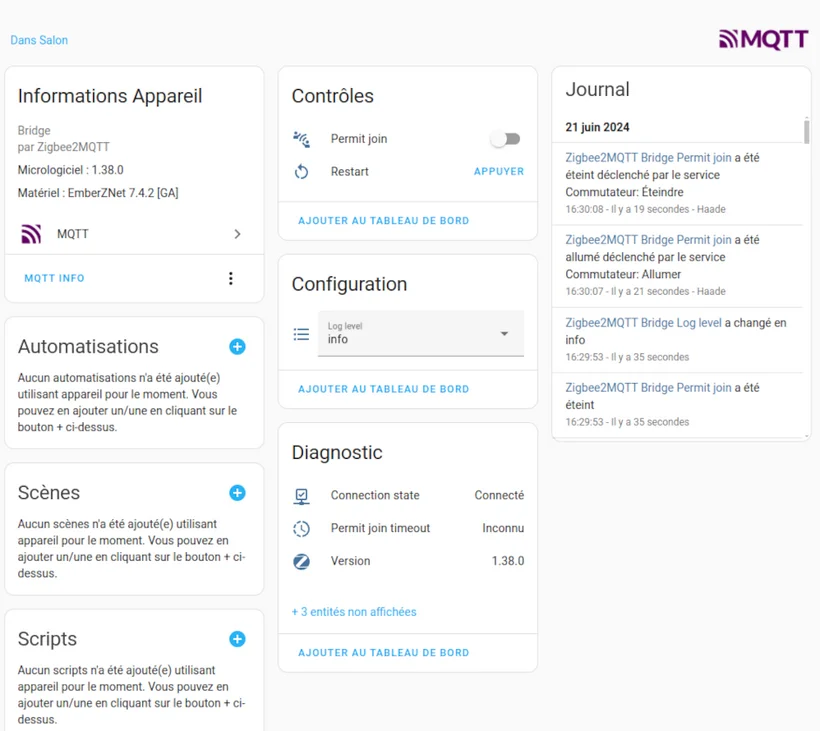 Dans Salon
MQTT
Informations Appareil
Bridge
par Zigbee2MQTT
Micrologiciel : 1.38.0
Matériel : EmberZNet 7.4.2 [GA]
MQTT
MQTT INFO
Automatisations
Aucun automatisations n'a été ajouté(e)
utilisant appareil pour le moment. Vous
pouvez en ajouter un/une en cliquant sur le
bouton + ci-dessus.
Scènes
Aucun scènes n'a été ajouté(e) utilisant
appareil pour le moment. Vous pouvez en
ajouter un/une en cliquant sur le bouton + ci-
dessus.
Scripts
Aucun scripts n'a été ajouté(e) utilisant
appareil pour le moment. Vous pouvez en
ajouter un/une en cliquant sur le bouton + ci-
dessus.
Contrôles
Permit join
Restart APPUYER
AJOUTER AU TABLEAU DE BORD
Configuration
Log level
info
AJOUTER AU TABLEAU DE BORD
Diagnostic
Connection state Connecté
Permit join timeout Inconnu
Version 1.38.0
+ 3 entités non affichées
AJOUTER AU TABLEAU DE BORD
Journal
21 juin 2024
Zigbee2MQTT Bridge Permit join a été
éteint déclenché par le service
Commutateur: Éteindre
16:30:08 - Il y a 19 secondes - Haade
Zigbee2MQTT Bridge Permit join a été
allumé déclenché par le service
Commutateur: Allumer
16:30:07 - Il y a 21 secondes - Haade
Zigbee2MQTT Bridge Log level a changé en
info
16:29:53 - Il y a 35 secondes
Zigbee2MQTT Bridge Permit join a été
éteint
16:29:53 - Il y a 35 secondes